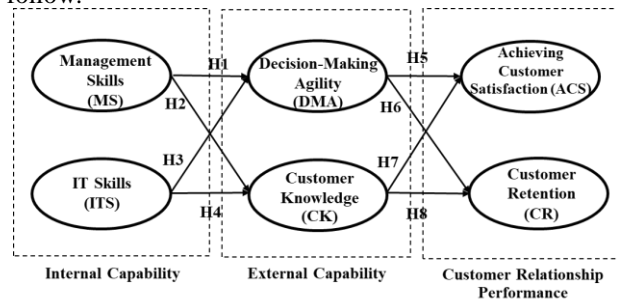 follow.
Management
Skills
(MS)
H1
Decision-Making
Agility
(DMA)
H5
Achieving
Customer
Satisfaction (ACS)
H2
H6
H3
H7
IT Skills
(ITS)
H4
Customer
Knowledge
(CK)
H8
Customer
Retention
(CR)
Internal Capability
External Capability
Customer Relationship
Performance